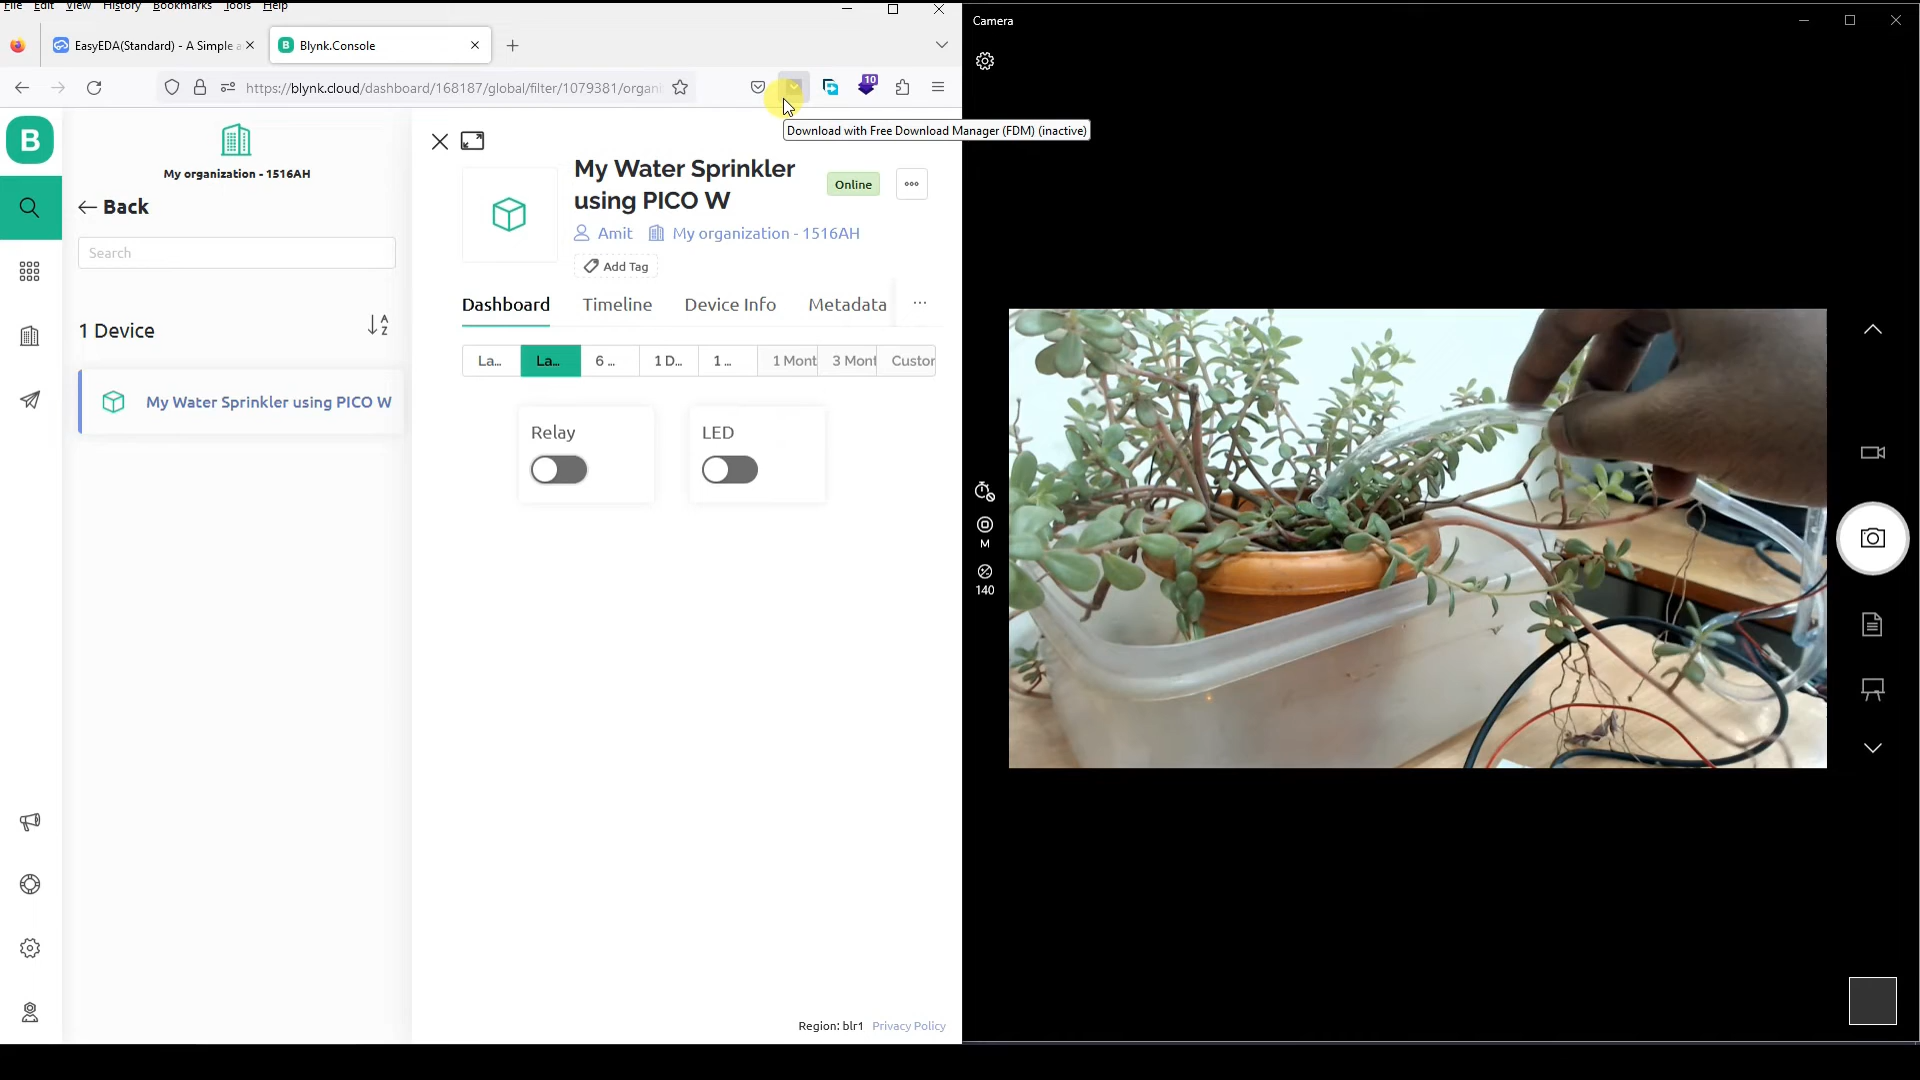 File Edit View History Bookmarks Tools Help
EasyEDA(Standard) - A Simple a
Blynk.Console
https://blynk.cloud/dashboard/168187/global/filter/1079381/organi
10
Download with Free Download Manager (FDM) (inactive)
B
My organization - 1516AH
Back
Search
1 Device
A
Z
My Water Sprinkler using PICO W
My Water Sprinkler
using PICO W
Online
Amit
My organization - 1516AH
Add Tag
Dashboard
Timeline
Device Info
Metadata
La...
La...
6 ...
1 D...
1 ...
1 Mont
3 Mont
Custor
Relay
LED
Region: blr1
Privacy Policy
Camera
M
140